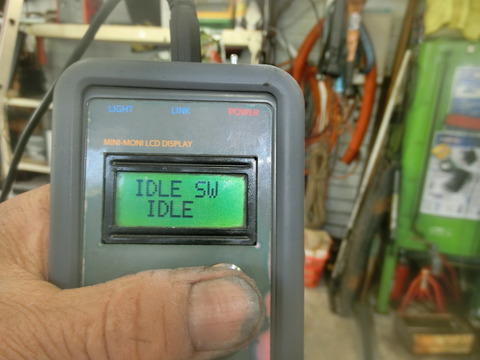 LIGHT LINK POWER
MINI-MONI LCD DISPLAY
IDLE SW
IDLE